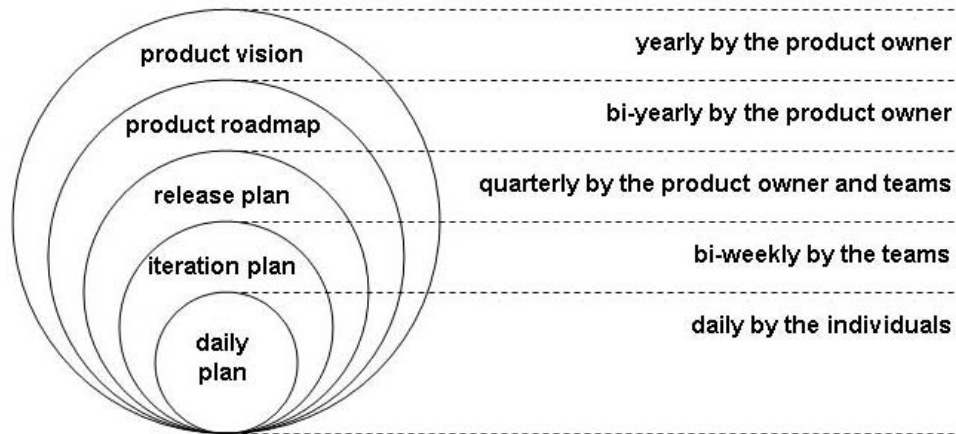 product vision
yearly by the product owner
product roadmap
bi-yearly by the product owner
release plan
quarterly by the product owner and teams
iteration plan
bi-weekly by the teams
daily
plan
daily by the individuals